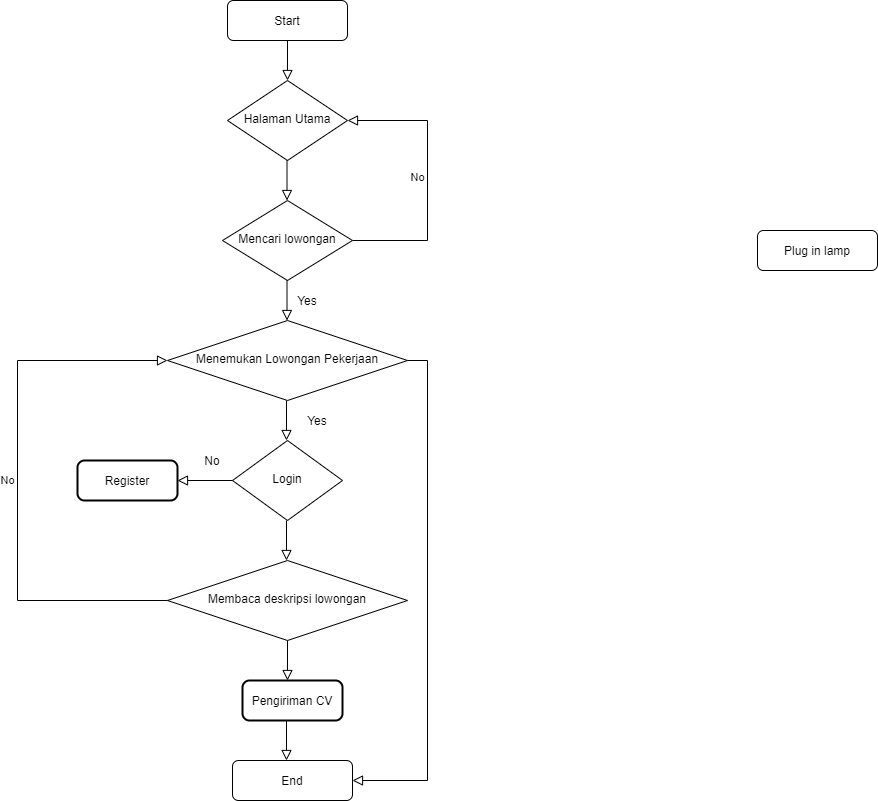 Start
Halaman Utama
No
Mencari lowongan
Plug in lamp
Yes
Menemukan Lowongan Pekerjaan
Yes
No
Register
Login
No
Membaca deskripsi lowongan
Pengiriman CV
End